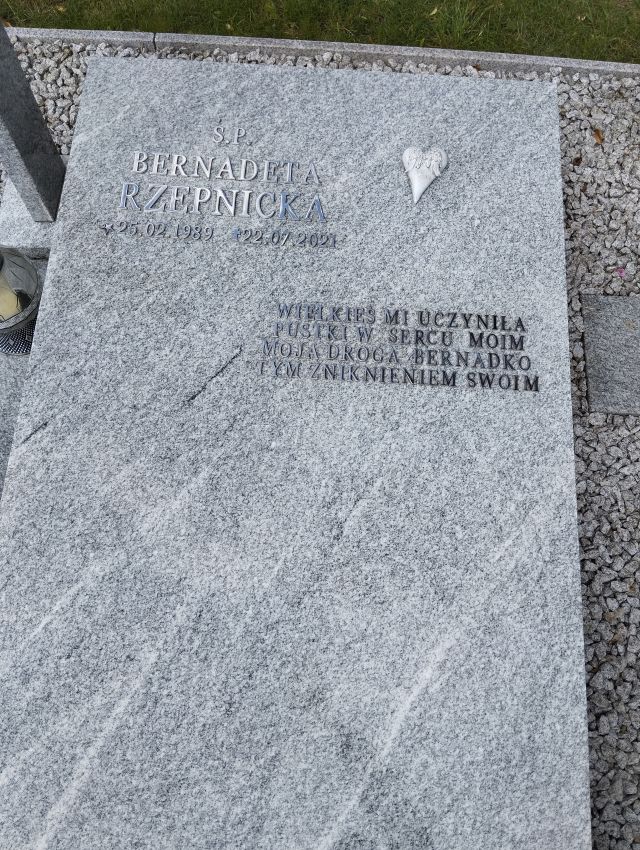 Ś.P.
BERNADETA
RZEPNICKA
* 25.02.1989 † 22.07.2021
WIELKIEŚ MI UCZYNIŁA
PUSTKI W SERCU MOIM
MOJA DROGA BERNADKO
TYM ZNIKNIENIEM SWOIM